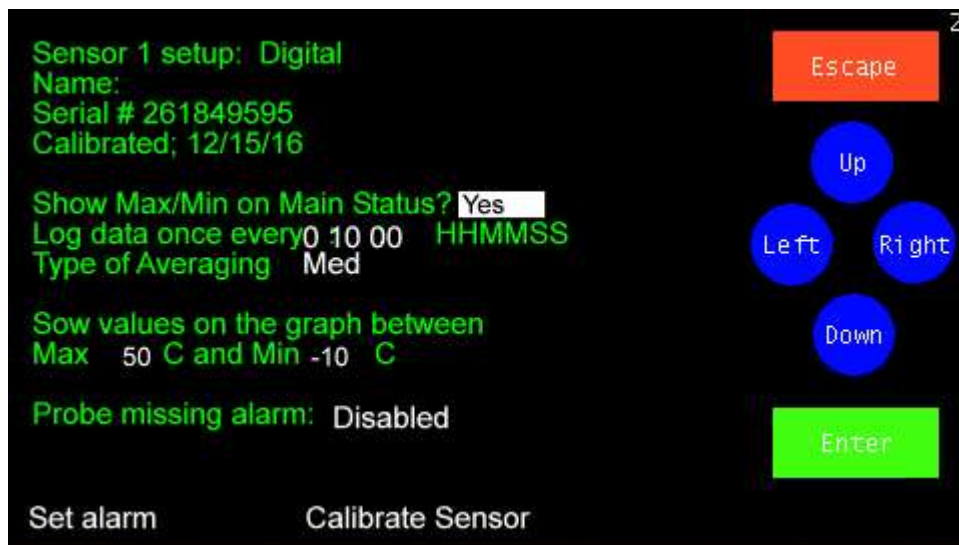 Sensor 1 setup: Digital
Name:
Serial # 261849595
Calibrated; 12/15/16
Show Max/Min on Main Status? Yes
Log data once every 0 10 00 HHMMSS
Type of Averaging Med
Sow values on the graph between
Max 50 C and Min -10 C
Probe missing alarm: Disabled
Set alarm Calibrate Sensor
Escape
Up
Left Right
Down
Enter